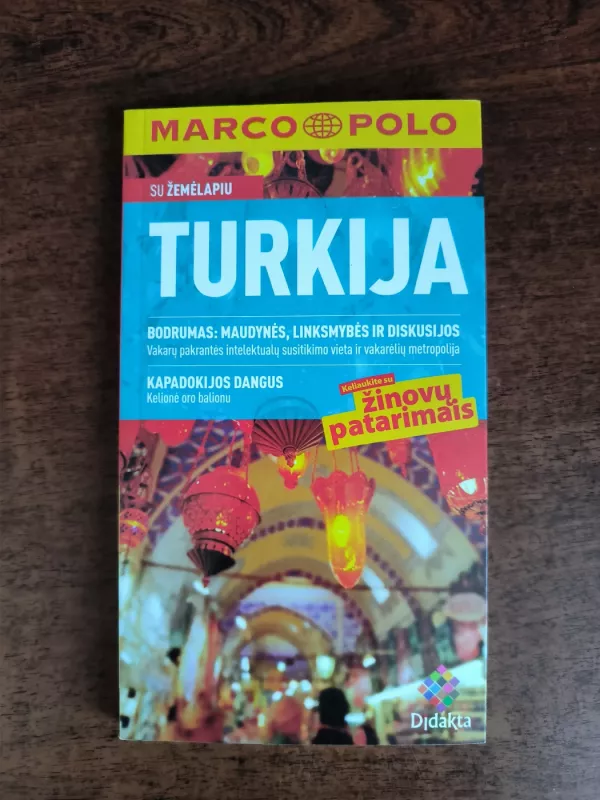 MARCO POLO
SU ŽEMĖLAPIU
TURKIJA
BODRUMAS: MAUDYNĖS, LINKSMYBĖS IR DISKUSIJOS
Vakarų pakrantės intelektualų susitikimo vieta ir vakarėlių metropolija
KAPADOKIJOS DANGUS
Kelionė oro balionu
Keliaukite su
žinovų
patarimais
Didakta